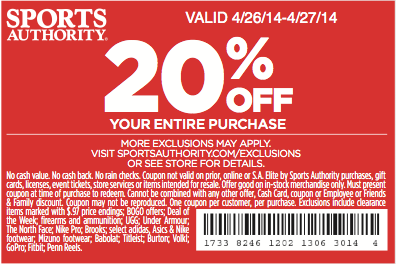 SPORTS
AUTHORITY.
VALID 4/26/14-4/27/14
20% OFF
YOUR ENTIRE PURCHASE
MORE EXCLUSIONS MAY APPLY.
VISIT SPORTSAUTHORITY.COM/EXCLUSIONS
OR SEE STORE FOR DETAILS.
No cash value. No cash back. No rain checks. Coupon not valid on prior, online or S.A. Elite by Sports Authority purchases, gift
cards, licenses, event tickets, store services or items intended for resale. Offer good on in-stock merchandise only. Must present
coupon at time of purchase to redeem. Cannot be combined with any other offer, Cash Card, coupon or Employee or Friends
& Family discount. Coupon may not be reproduced. One coupon per customer, per purchase. Exclusions include clearance
items marked with $.97 price endings; BOGO offers; Deal of
the Week; firearms and ammunition; UGG; Under Armour;
The North Face; Nike Pro; Brooks; select adidas, Asics & Nike
footwear; Mizuno footwear; Babolat; Titleist; Burton; Volkl;
GoPro; Fitbit; Penn Reels.
1733 8246 1202 1306 3014 4